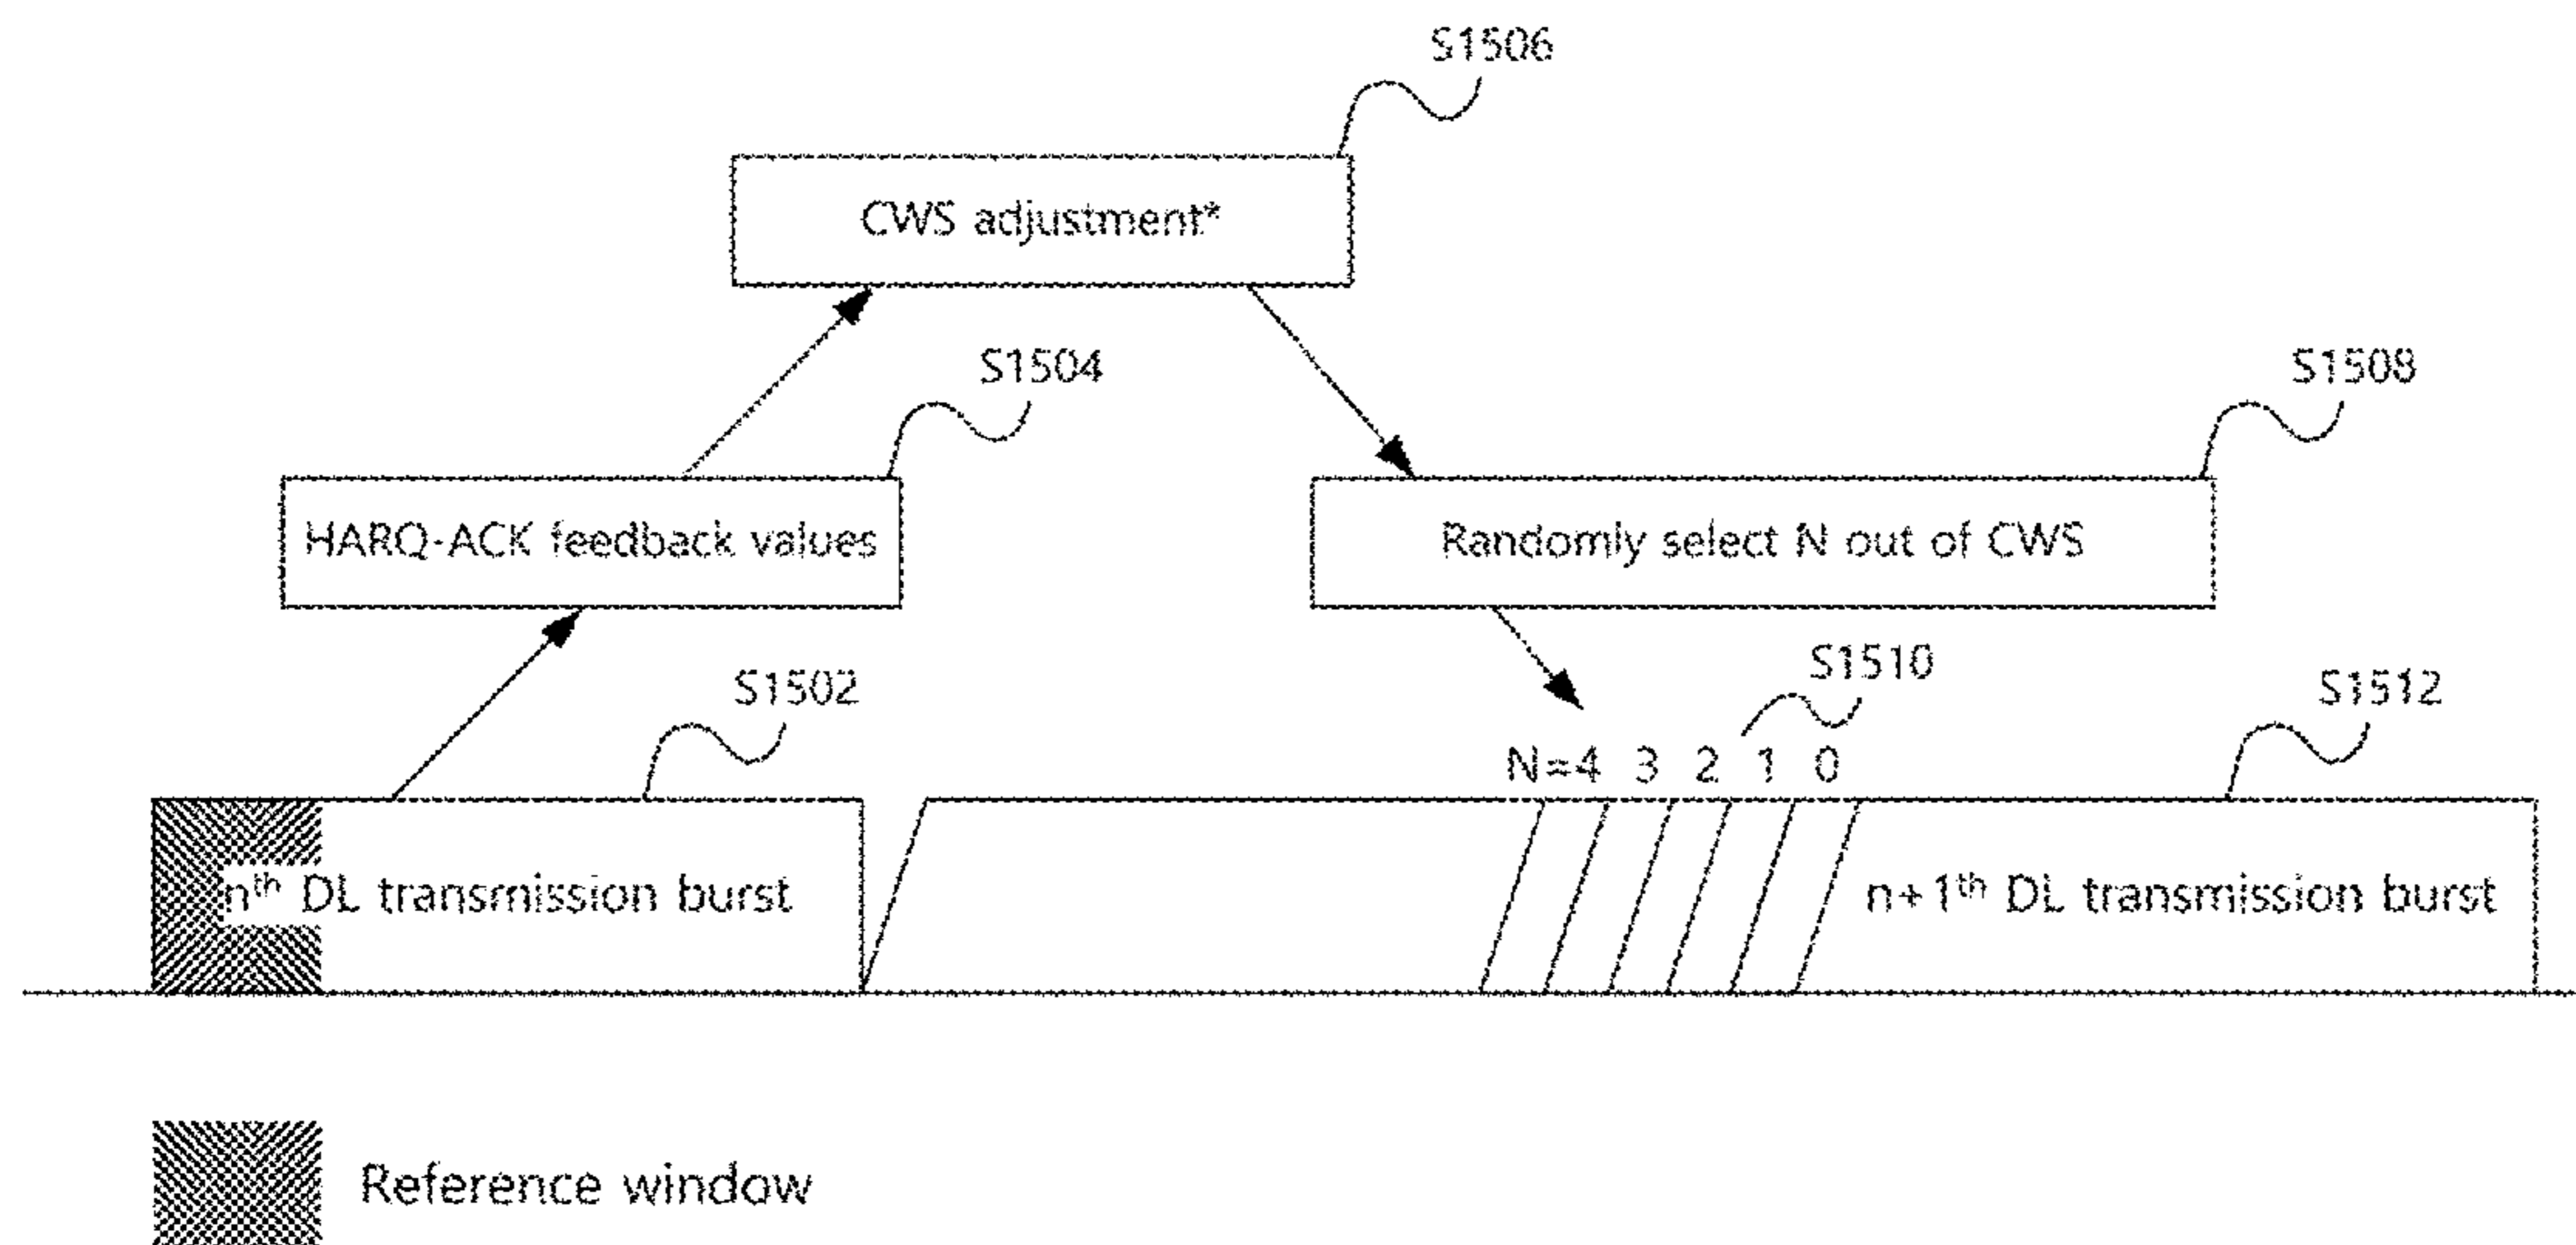 S1506
CWS adjustment*
S1504
S1508
HARQ-ACK feedback values
Randomly select N out of CWS
S1502
S1510
S1512
N=4 3 2 1 0
nth DL transmission burst
n+1th DL transmission burst
Reference window